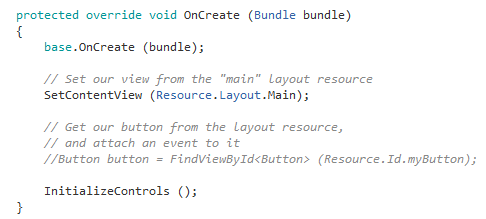 protected override void OnCreate (Bundle bundle)
{
    base.OnCreate (bundle);

    // Set our view from the "main" layout resource
    SetContentView (Resource.Layout.Main);

    // Get our button from the layout resource,
    // and attach an event to it
    //Button button = FindViewById<Button> (Resource.Id.myButton);

    InitializeControls ();
}